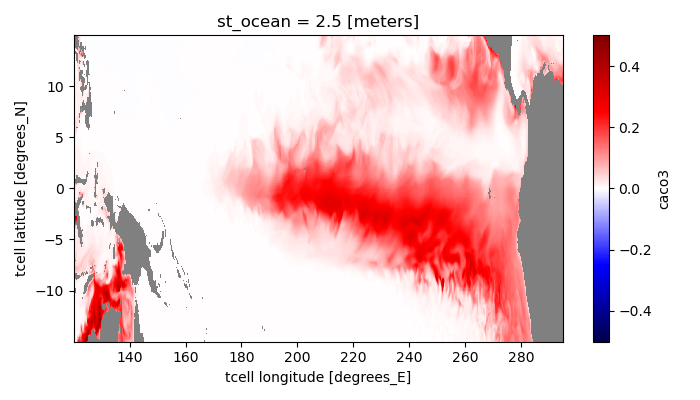 st_ocean = 2.5 [meters]
10
5
0
−5
−10
tcell latitude [degrees_N]
140 160 180 200 220 240 260 280
tcell longitude [degrees_E]
0.4
0.2
0.0
−0.2
−0.4
caco3